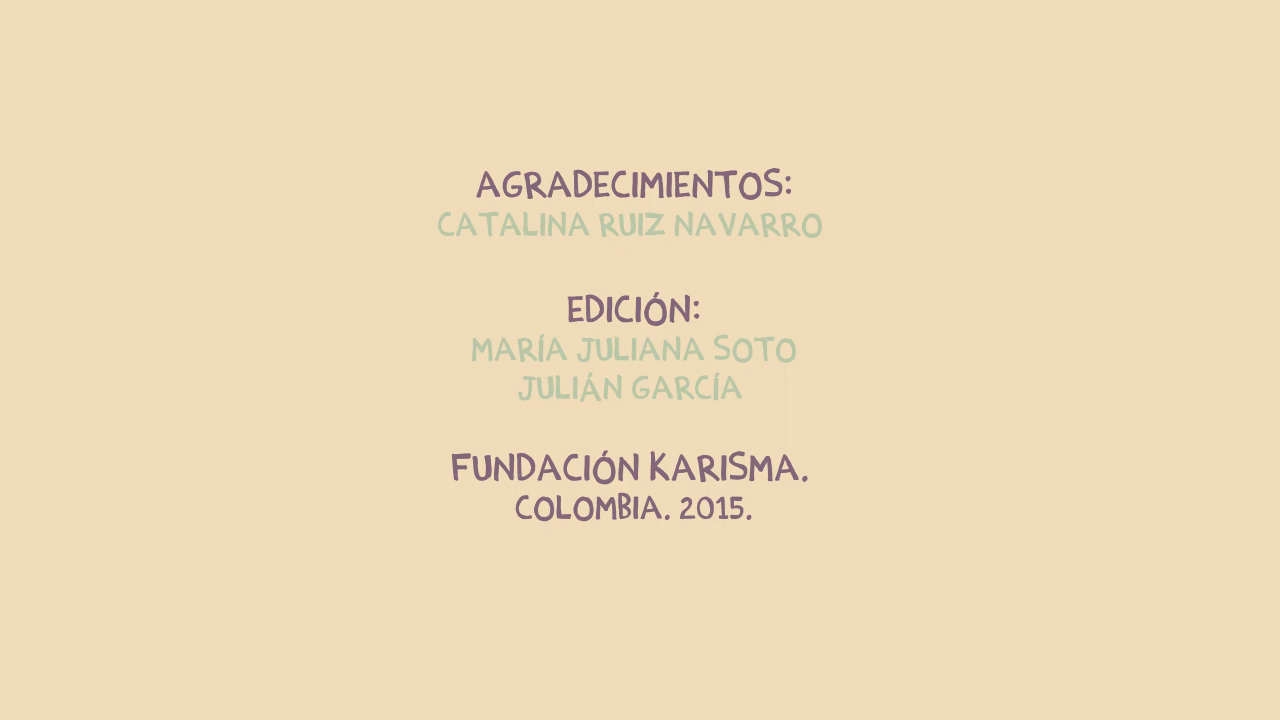 AGRADECIMIENTOS:
CATALINA RUIZ NAVARRO
EDICIÓN:
MARÍA JULIANA SOTO
JULIÁN GARCÍA
FUNDACIÓN KARISMA.
COLOMBIA. 2015.